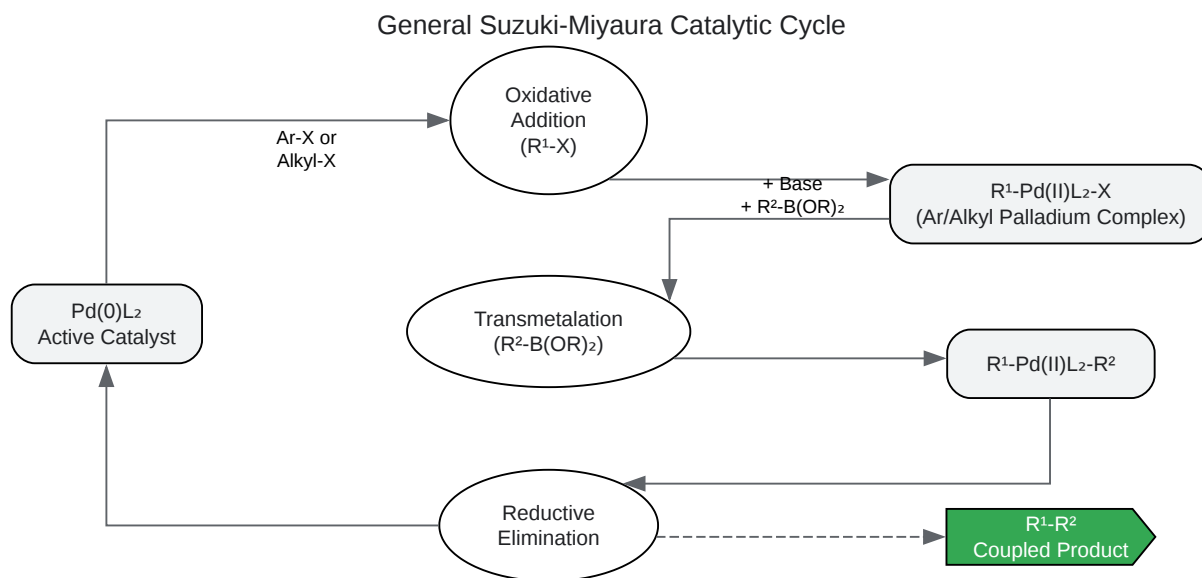 General Suzuki-Miyaura Catalytic Cycle
Oxidative
Addition
(R¹-X)
Ar-X or
Alkyl-X
+ Base
+ R²-B(OR)₂
R¹-Pd(II)L₂-X
(Ar/Alkyl Palladium Complex)
Pd(0)L₂
Active Catalyst
Transmetalation
(R²-B(OR)₂)
R¹-Pd(II)L₂-R²
Reductive
Elimination
R¹-R²
Coupled Product